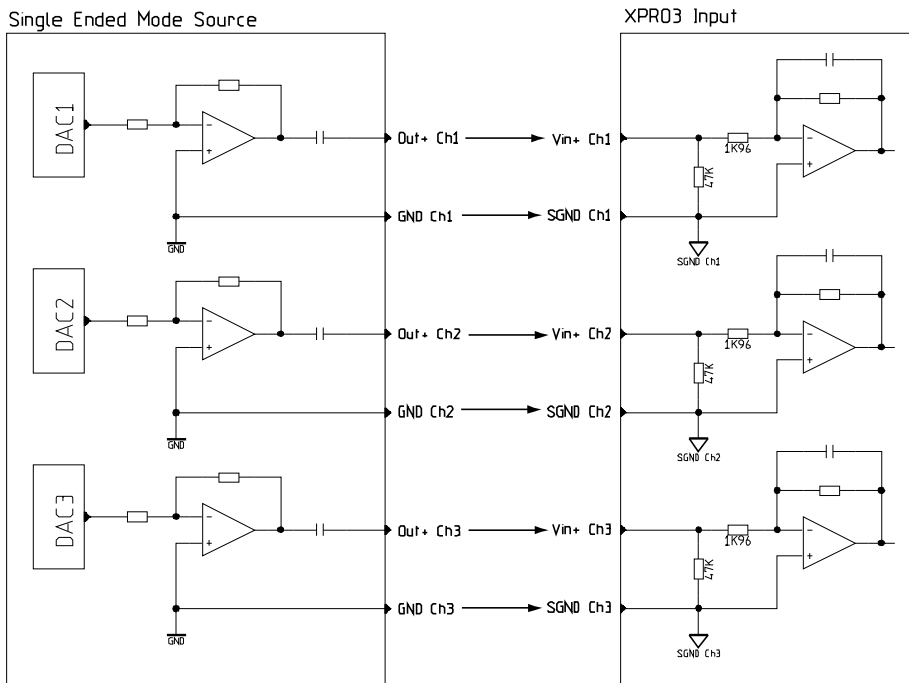 Single Ended Mode Source
XPRO3 Input
DAC1
Out+ Ch1
Vin+ Ch1
1K96
47K
GND Ch1
SGND Ch1
GND
SGND Ch1
DAC2
Out+ Ch2
Vin+ Ch2
1K96
47K
GND Ch2
SGND Ch2
GND
SGND Ch2
DAC3
Out+ Ch3
Vin+ Ch3
1K96
47K
GND Ch3
SGND Ch3
GND
SGND Ch3